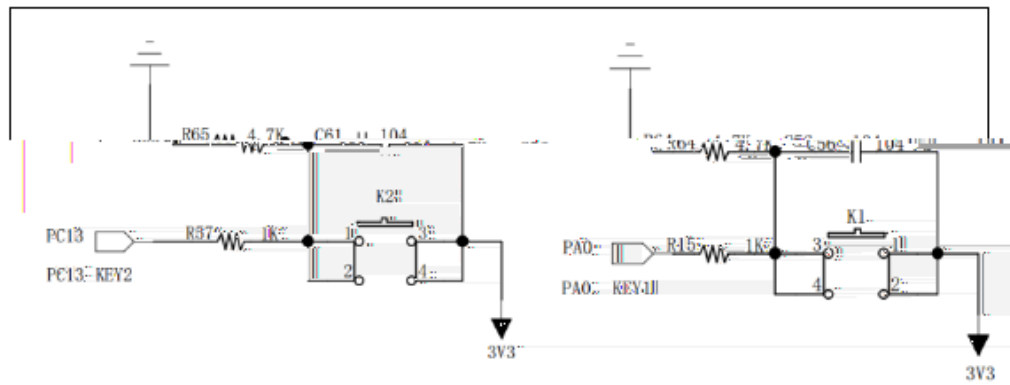 R65 4.7K C61 104
K2
PC13 R37 1K 1 3
2 4
PC13 KEY2
3V3
R64 4.7K C56 104
K1
PA0 R15 1K 3 1
4 2
PA0 KEY1
3V3